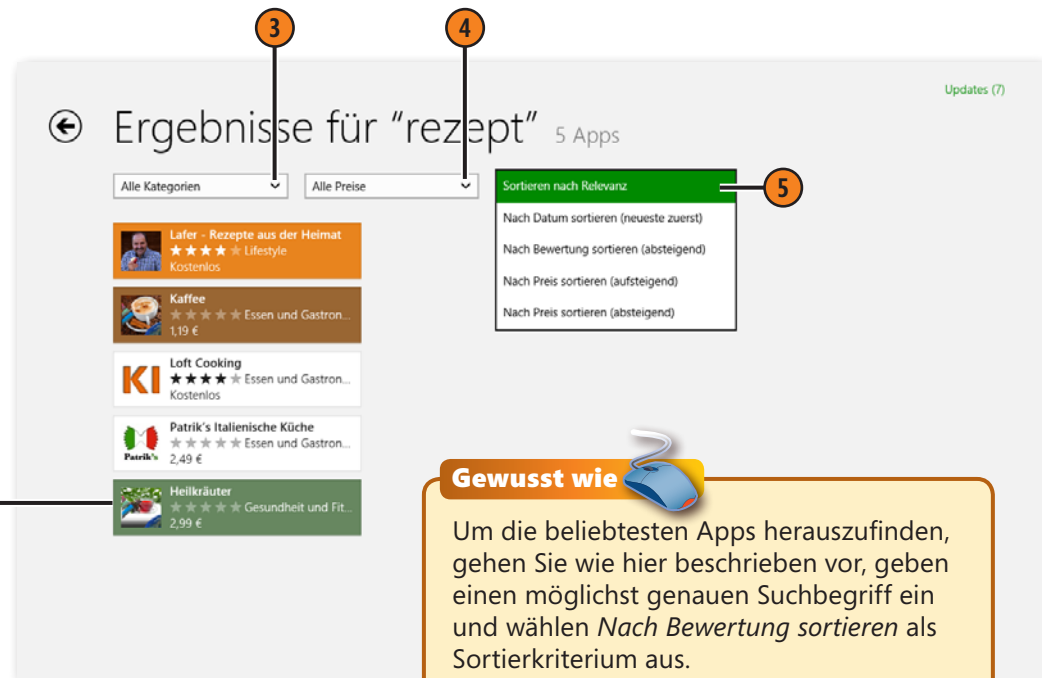 3
4
Updates (7)
Ergebnisse für "rezept" 5 Apps
Alle Kategorien
Alle Preise
Sortieren nach Relevanz
5
Nach Datum sortieren (neueste zuerst)
Nach Bewertung sortieren (absteigend)
Nach Preis sortieren (aufsteigend)
Nach Preis sortieren (absteigend)
Lafer - Rezepte aus der Heimat
Lifestyle
Kostenlos
Kaffee
Essen und Gastron...
1,19 €
KI
Loft Cooking
Essen und Gastron...
Kostenlos
Patrik's
Patrik´s Italienische Küche
Essen und Gastron...
2,49 €
Heilkräuter
Gesundheit und Fit...
2,99 €
Gewusst wie
Um die beliebtesten Apps herauszufinden,
gehen Sie wie hier beschrieben vor, geben
einen möglichst genauen Suchbegriff ein
und wählen Nach Bewertung sortieren als
Sortierkriterium aus.